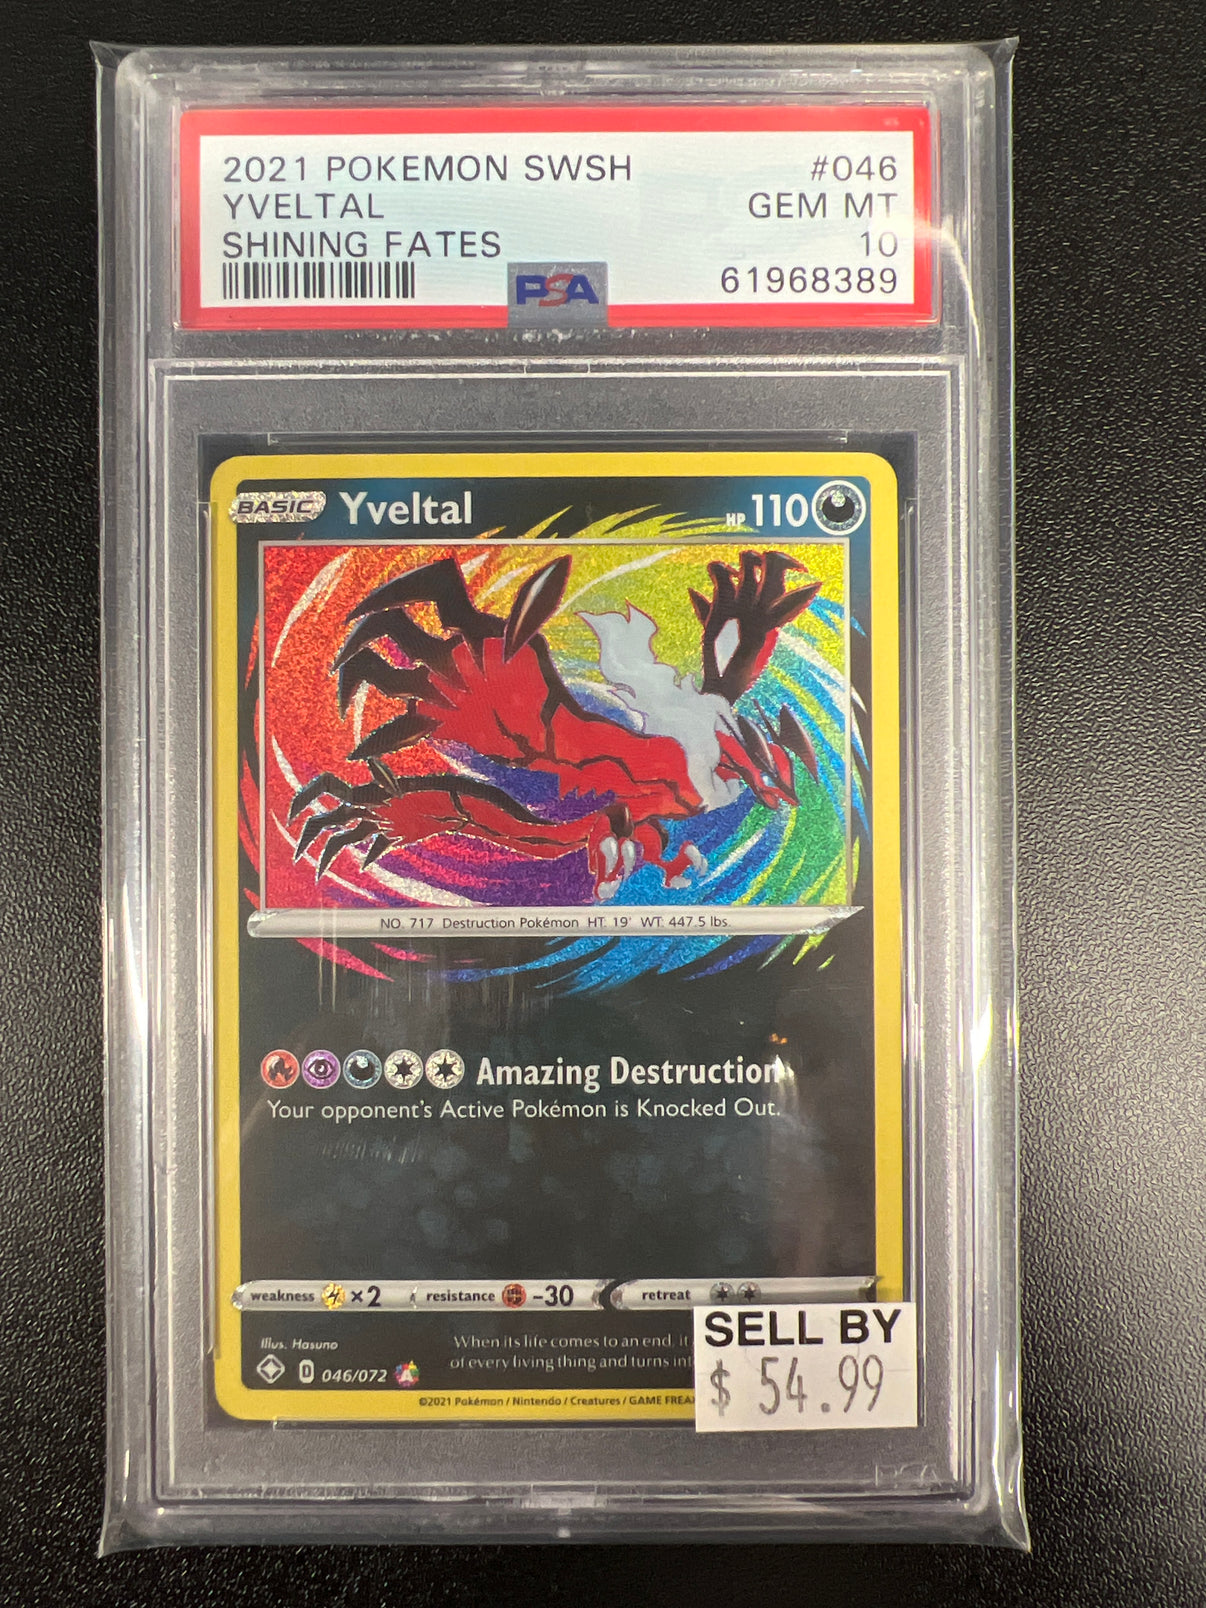 2021 POKEMON SWSH #046
YVELTAL GEM MT
SHINING FATES 10
PSA 61968389
BASIC Yveltal HP 110
NO. 717 Destruction Pokémon HT: 19' WT: 447.5 lbs.
Amazing Destruction
Your opponent's Active Pokémon is Knocked Out.
weakness ×2 resistance -30 retreat
Illus. Hasuno
When its life comes to an end, it
of every living thing and turns
D 046/072 A
©2021 Pokémon / Nintendo / Creatures / GAME FREAK
SELL BY
$ 54.99
PSA